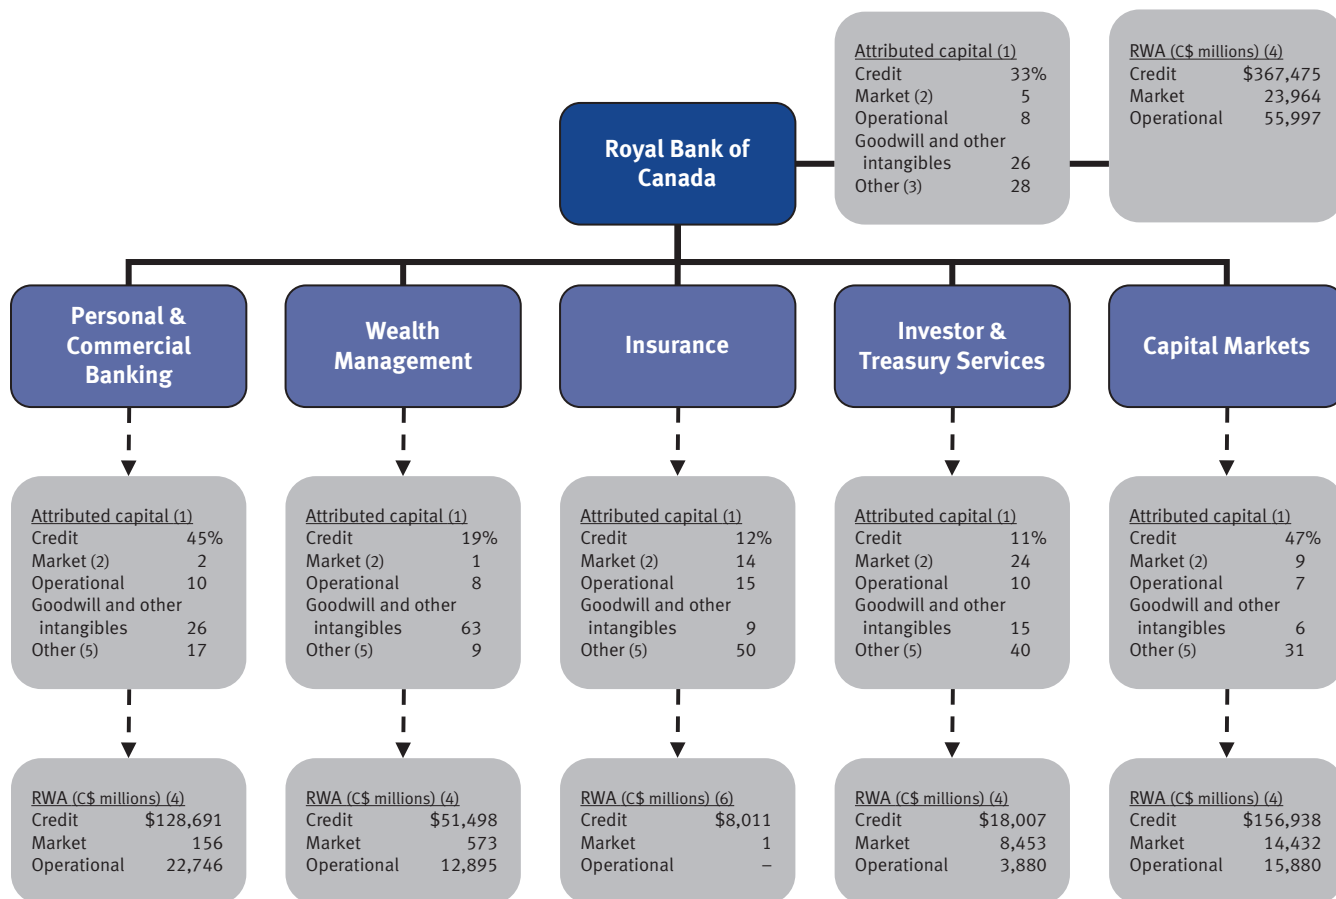 Royal Bank of
Canada
Attributed capital (1)
Credit 33%
Market (2) 5
Operational 8
Goodwill and other
intangibles 26
Other (3) 28
RWA (C$ millions) (4)
Credit $367,475
Market 23,964
Operational 55,997
Personal &
Commercial
Banking
Wealth
Management
Insurance
Investor &
Treasury Services
Capital Markets
Attributed capital (1)
Credit 45%
Market (2) 2
Operational 10
Goodwill and other
intangibles 26
Other (5) 17
Attributed capital (1)
Credit 19%
Market (2) 1
Operational 8
Goodwill and other
intangibles 63
Other (5) 9
Attributed capital (1)
Credit 12%
Market (2) 14
Operational 15
Goodwill and other
intangibles 9
Other (5) 50
Attributed capital (1)
Credit 11%
Market (2) 24
Operational 10
Goodwill and other
intangibles 15
Other (5) 40
Attributed capital (1)
Credit 47%
Market (2) 9
Operational 7
Goodwill and other
intangibles 6
Other (5) 31
RWA (C$ millions) (4)
Credit $128,691
Market 156
Operational 22,746
RWA (C$ millions) (4)
Credit $51,498
Market 573
Operational 12,895
RWA (C$ millions) (6)
Credit $8,011
Market 1
Operational –
RWA (C$ millions) (4)
Credit $18,007
Market 8,453
Operational 3,880
RWA (C$ millions) (4)
Credit $156,938
Market 14,432
Operational 15,880